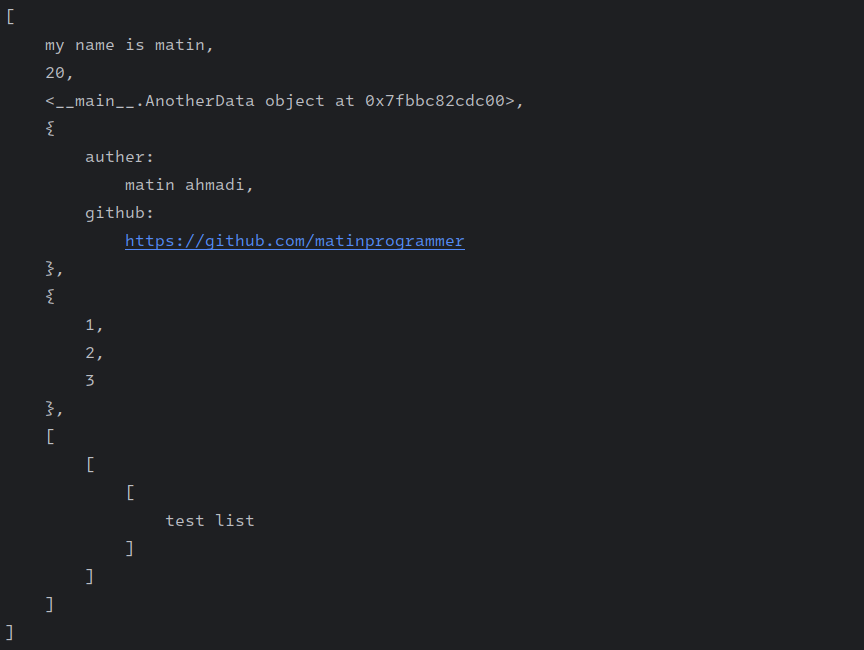 [
    my name is matin,
    20,
    <__main__.AnotherData object at 0x7fbbc82cdc00>,
    {
        auther:
            matin ahmadi,
        github:
            https://github.com/matinprogrammer
    },
    {
        1,
        2,
        3
    },
    [
        [
            [
                test list
            ]
        ]
    ]
]